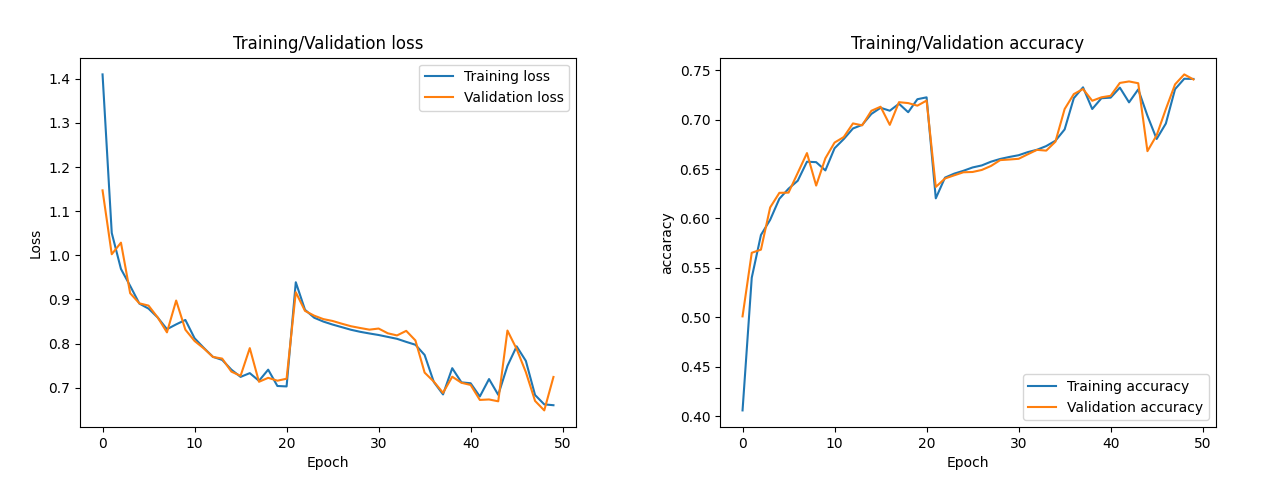 Training/Validation loss
Loss
1.4
1.3
1.2
1.1
1.0
0.9
0.8
0.7
Training loss
Validation loss
0 10 20 30 40 50
Epoch
Training/Validation accuracy
accaracy
0.75
0.70
0.65
0.60
0.55
0.50
0.45
0.40
Training accuracy
Validation accuracy
0 10 20 30 40 50
Epoch